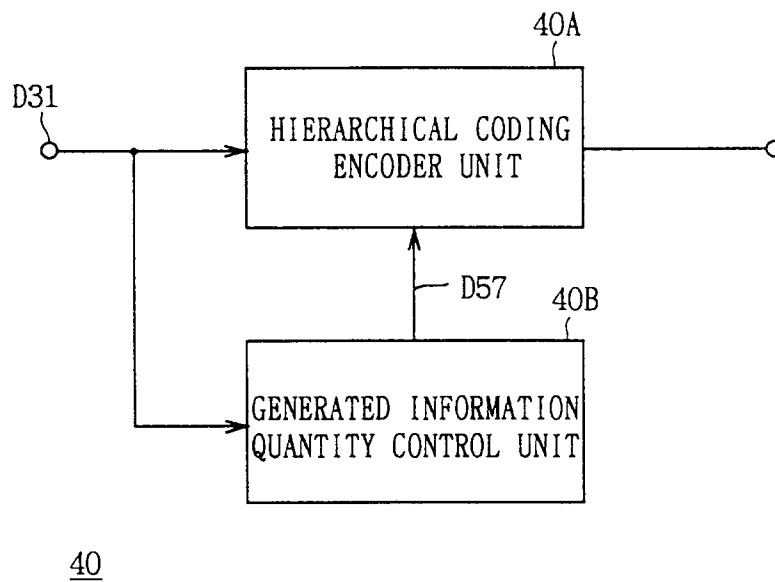 40A
D31
HIERARCHICAL CODING
ENCODER UNIT
D57
40B
GENERATED INFORMATION
QUANTITY CONTROL UNIT
40